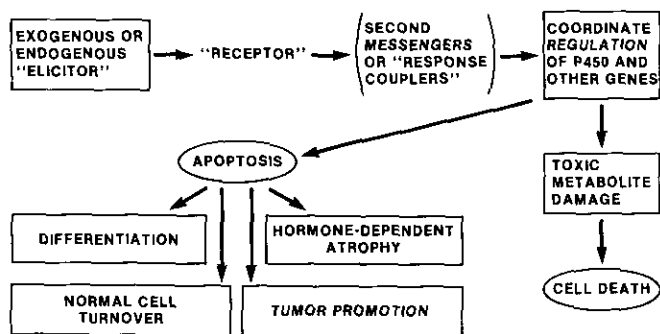 EXOGENOUS OR
ENDOGENOUS
"ELICITOR"
"RECEPTOR"
SECOND
MESSENGERS
OR "RESPONSE
COUPLERS"
COORDINATE
REGULATION
OF P450 AND
OTHER GENES
APOPTOSIS
TOXIC
METABOLITE
DAMAGE
DIFFERENTIATION
HORMONE-DEPENDENT
ATROPHY
NORMAL CELL
TURNOVER
TUMOR PROMOTION
CELL DEATH